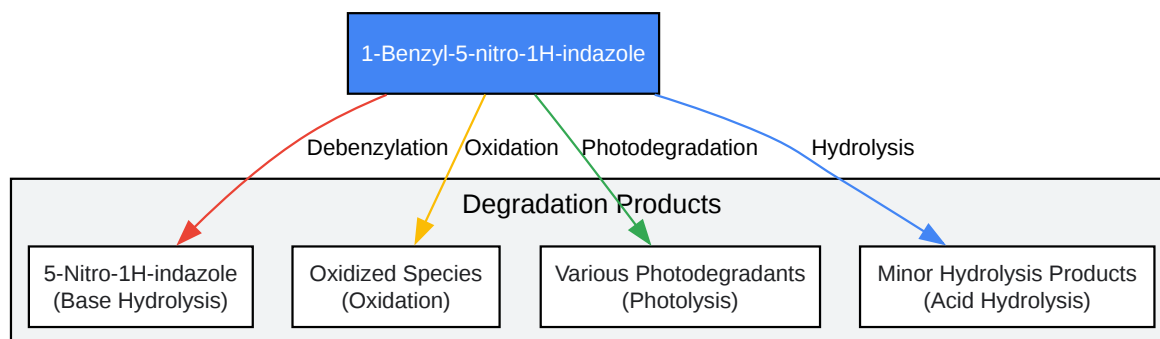 1-Benzyl-5-nitro-1H-indazole
Debenzylation
Oxidation
Photodegradation
Hydrolysis
Degradation Products
5-Nitro-1H-indazole
(Base Hydrolysis)
Oxidized Species
(Oxidation)
Various Photodegradants
(Photolysis)
Minor Hydrolysis Products
(Acid Hydrolysis)